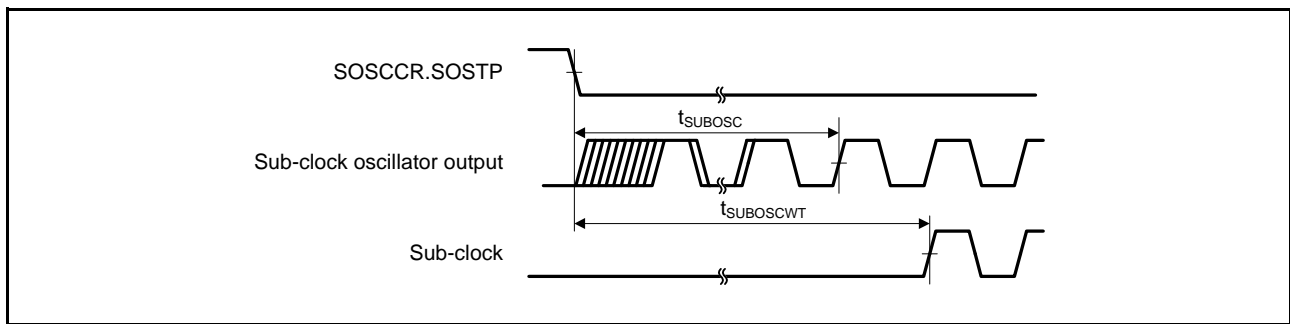 SOSCCR.SOSTP
tSUBOSC
Sub-clock oscillator output
tSUBOSCWT
Sub-clock